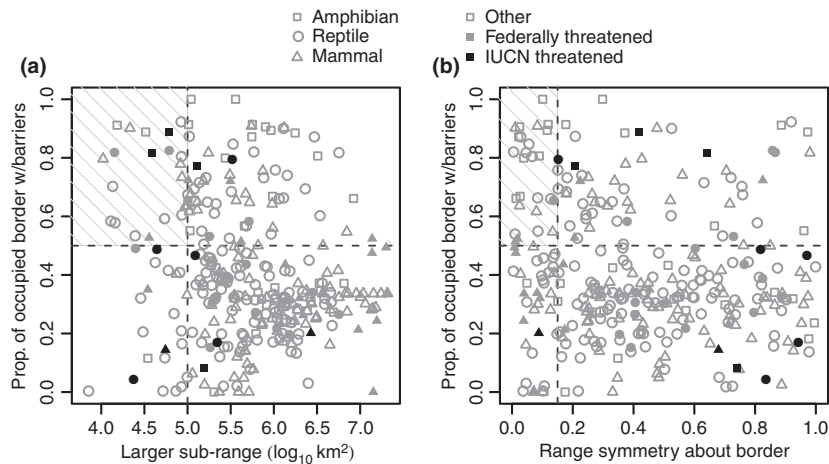 Amphibian
Reptile
Mammal
Other
Federally threatened
IUCN threatened
(a)
Prop. of occupied border w/barriers
1.0
0.8
0.6
0.4
0.2
0.0
4.0 4.5 5.0 5.5 6.0 6.5 7.0
Larger sub-range (log10 km2)
(b)
Prop. of occupied border w/barriers
1.0
0.8
0.6
0.4
0.2
0.0
0.0 0.2 0.4 0.6 0.8 1.0
Range symmetry about border